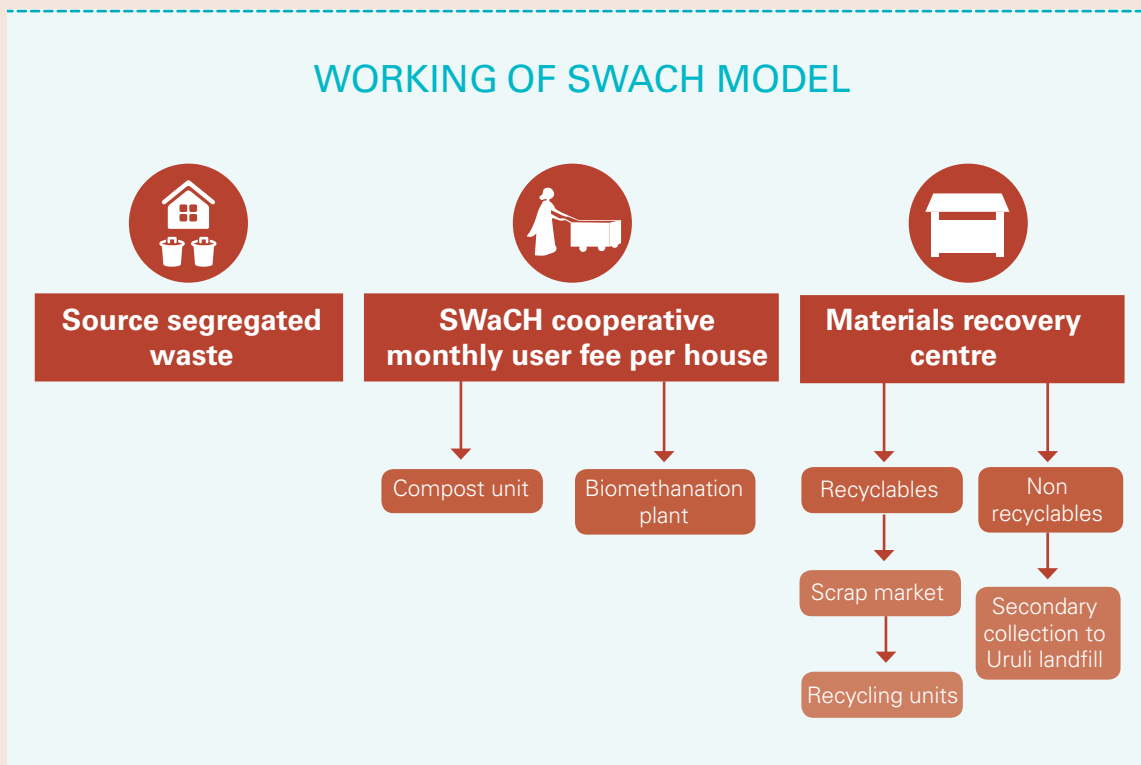 WORKING OF SWACH MODEL
Source segregated
waste
SWaCH cooperative
monthly user fee per house
Materials recovery
centre
Compost unit
Biomethanation
plant
Recyclables
Non
recyclables
Scrap market
Secondary
collection to
Uruli landfill
Recycling units